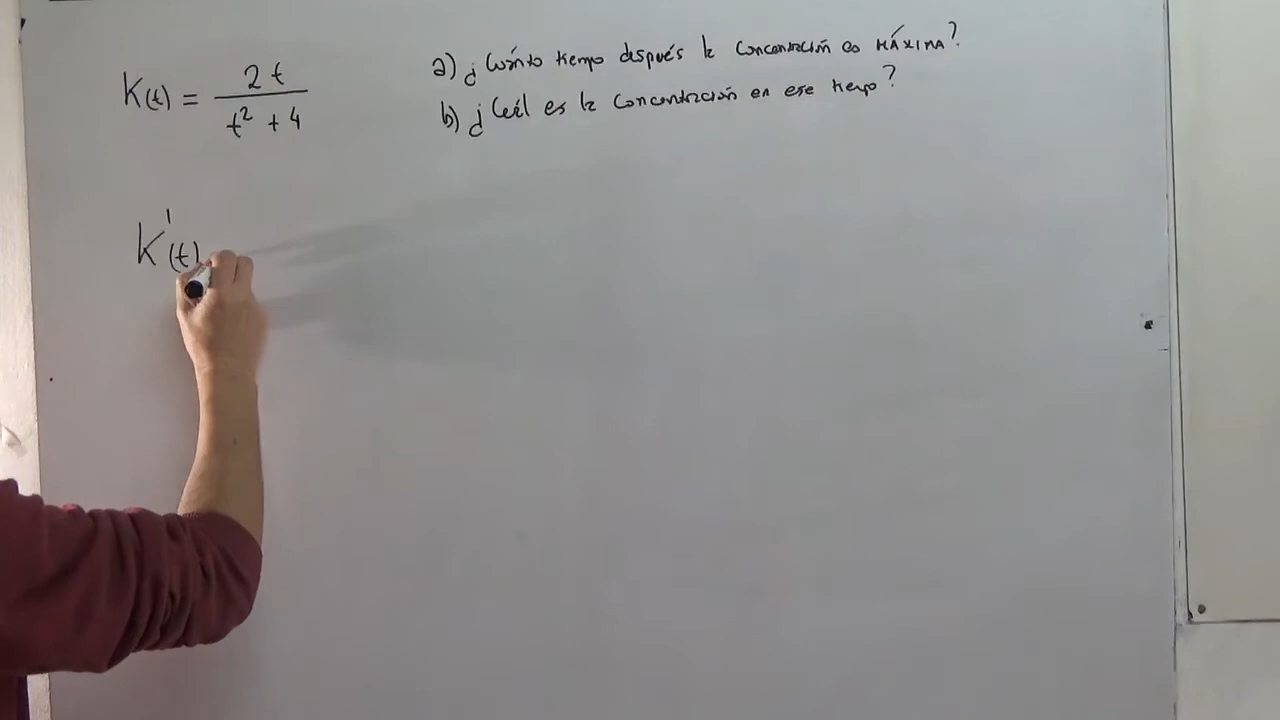 K(t) = 2t / t² + 4
a) ¿Cuánto tiempo después la concentración es MÁXIMA?
b) ¿Cuál es la concentración en ese tiempo?
K'(t)